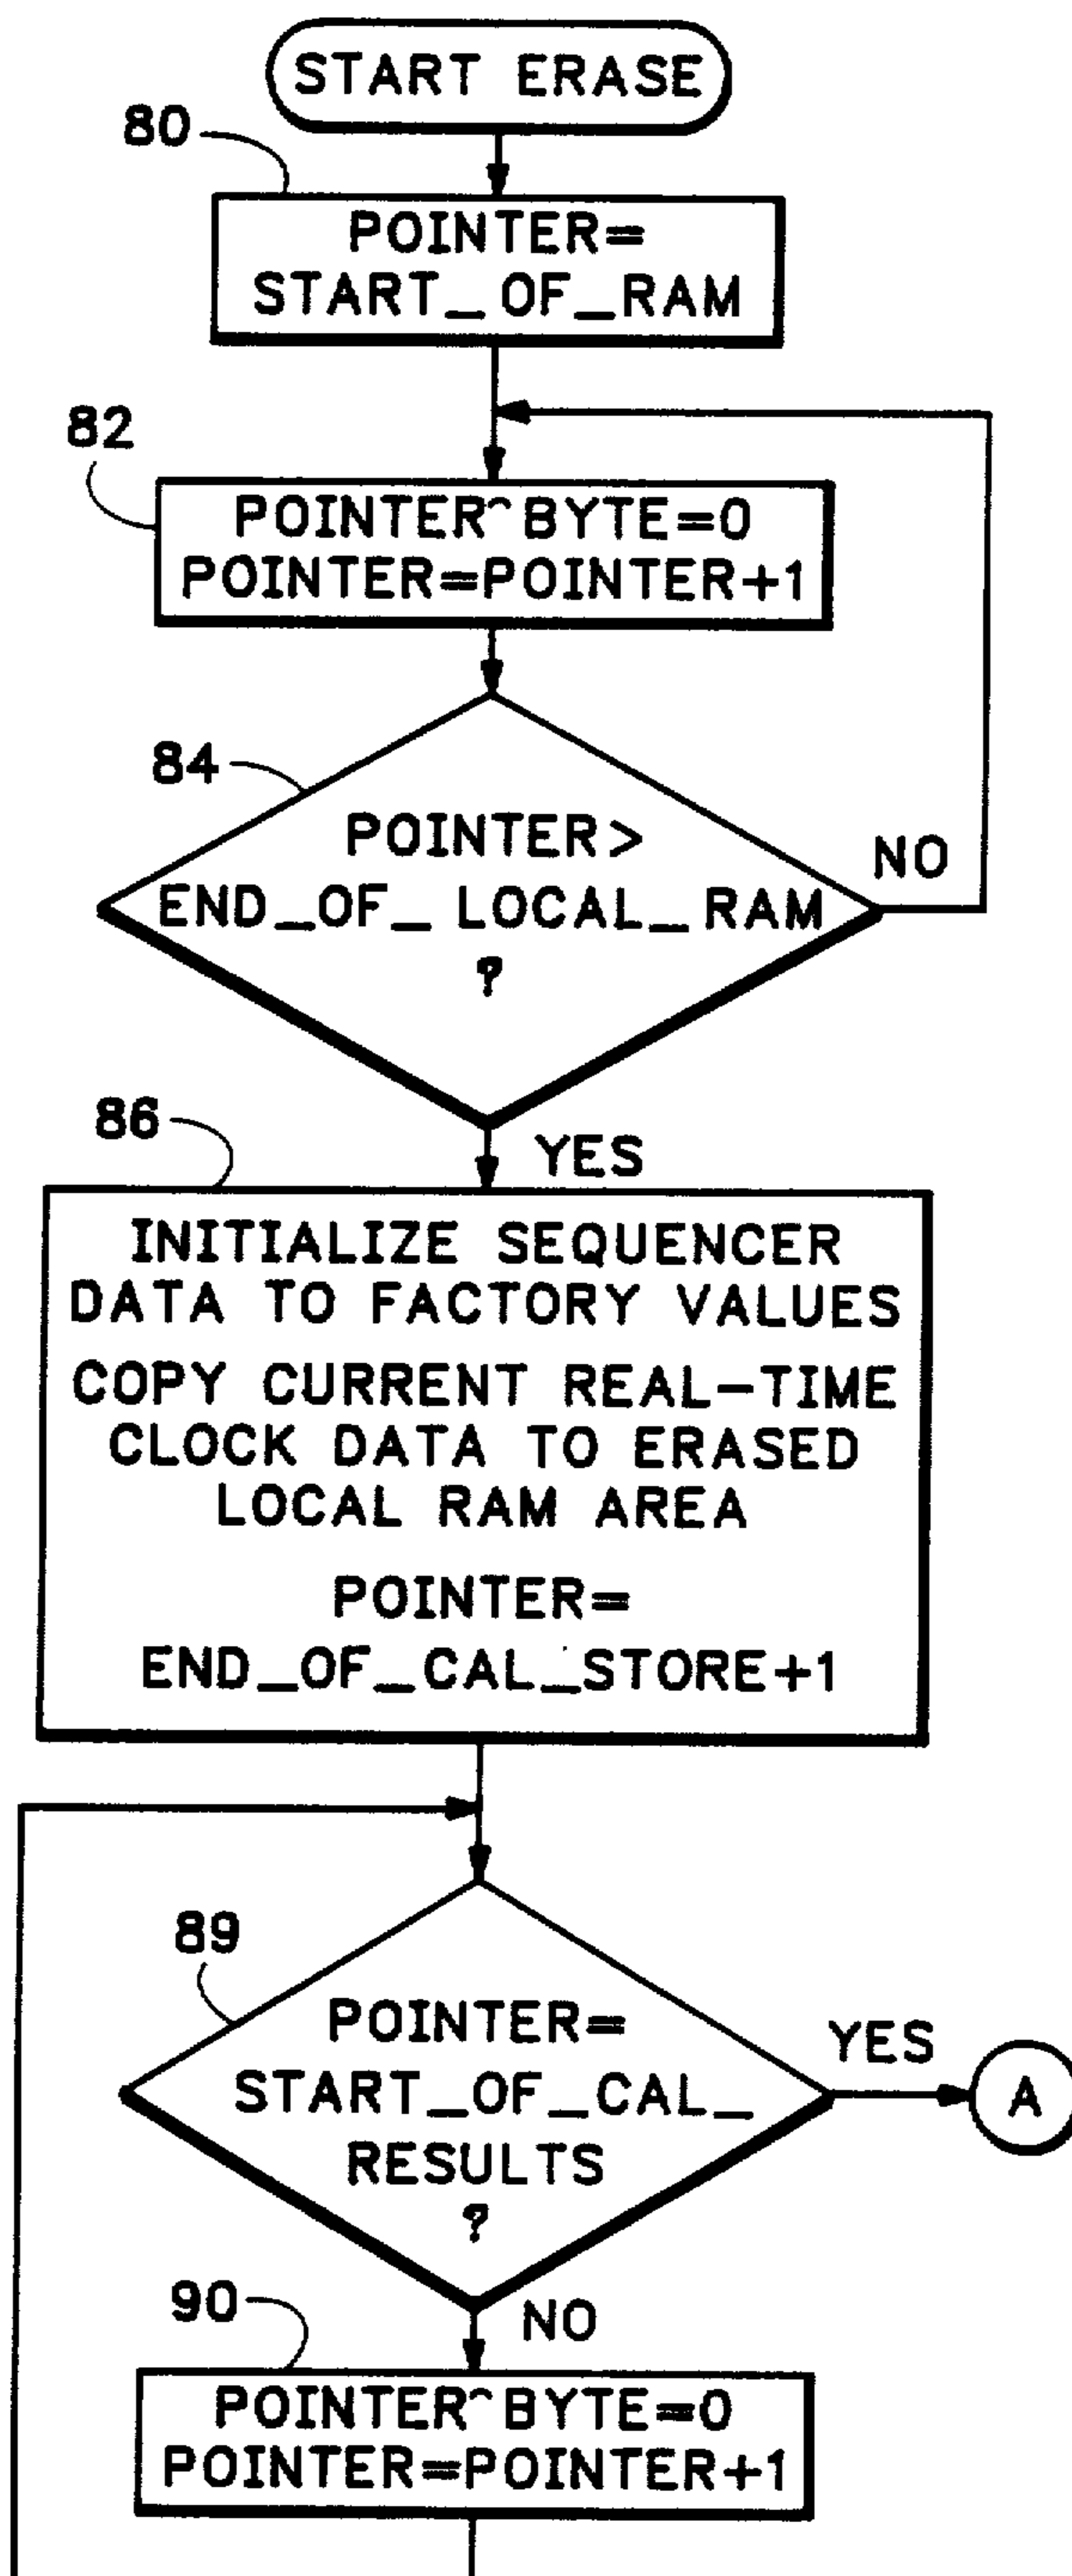 START ERASE
80
POINTER=
START_OF_RAM
82
POINTER^BYTE=0
POINTER=POINTER+1
84
POINTER>
END_OF_LOCAL_RAM
?
NO
86
YES
INITIALIZE SEQUENCER
DATA TO FACTORY VALUES
COPY CURRENT REAL-TIME
CLOCK DATA TO ERASED
LOCAL RAM AREA
POINTER=
END_OF_CAL_STORE+1
89
POINTER=
START_OF_CAL_
RESULTS
?
YES
A
90
NO
POINTER^BYTE=0
POINTER=POINTER+1